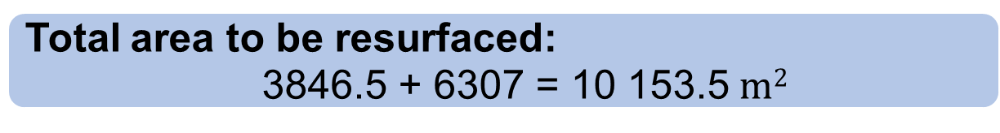 Total area to be resurfaced:
3846.5 + 6307 = 10 153.5 m²